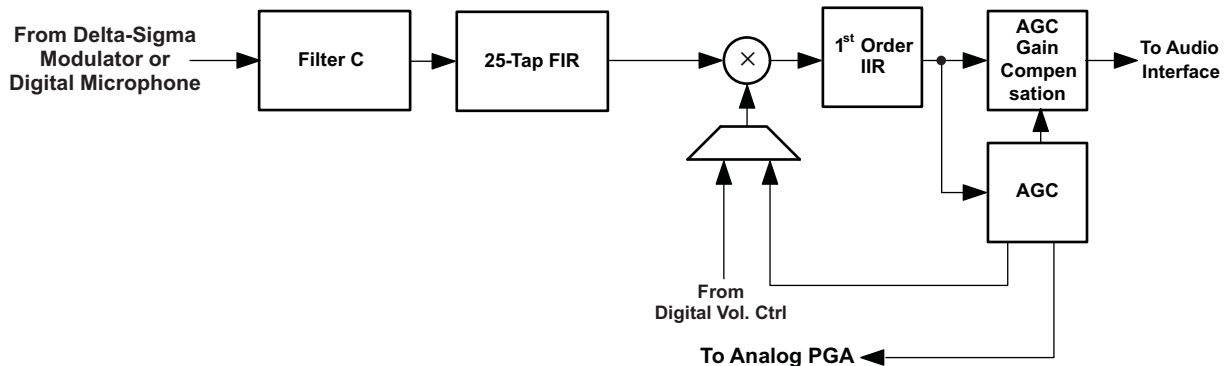 From Delta-Sigma
Modulator or
Digital Microphone
Filter C
25-Tap FIR
×
1st Order
IIR
AGC
Gain
Compen
sation
To Audio
Interface
AGC
From
Digital Vol. Ctrl
To Analog PGA